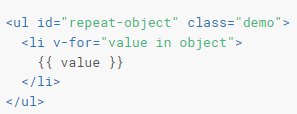 <ul id="repeat-object" class="demo">
  <li v-for="value in object">
    {{ value }}
  </li>
</ul>